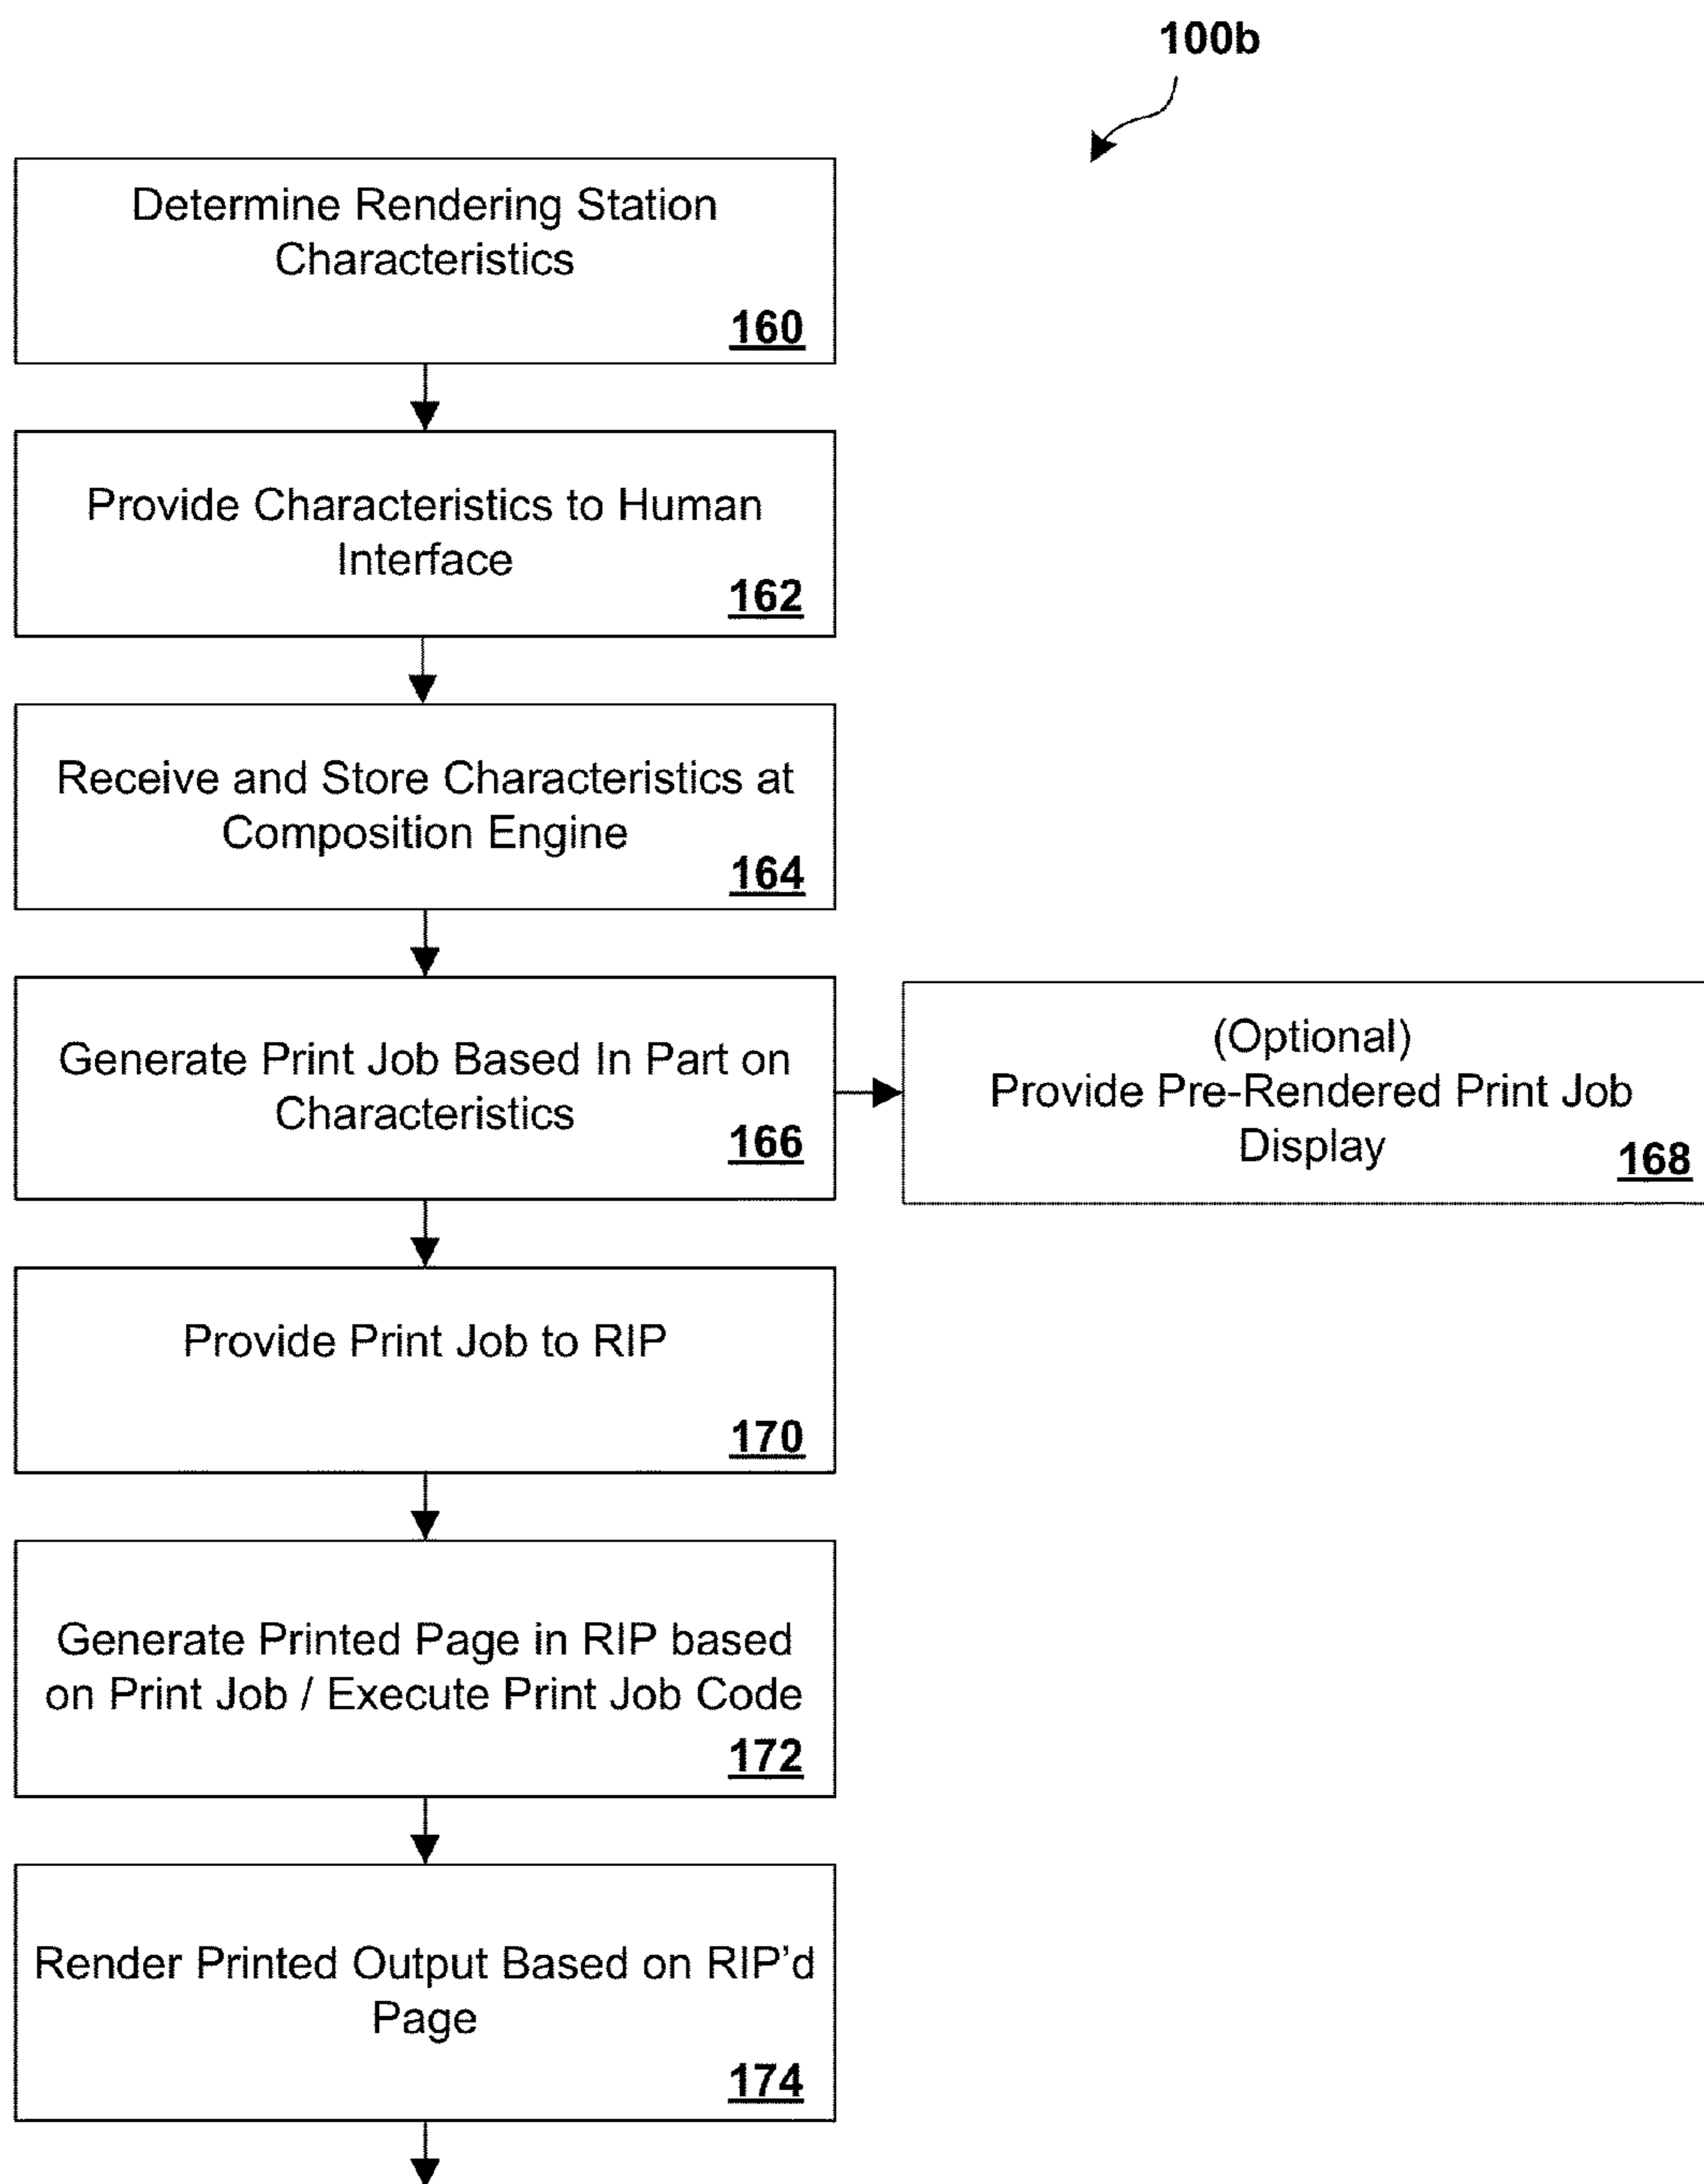 100b
Determine Rendering Station
Characteristics
160
Provide Characteristics to Human
Interface
162
Receive and Store Characteristics at
Composition Engine
164
Generate Print Job Based In Part on
Characteristics
166
(Optional)
Provide Pre-Rendered Print Job
Display
168
Provide Print Job to RIP
170
Generate Printed Page in RIP based
on Print Job / Execute Print Job Code
172
Render Printed Output Based on RIP'd
Page
174